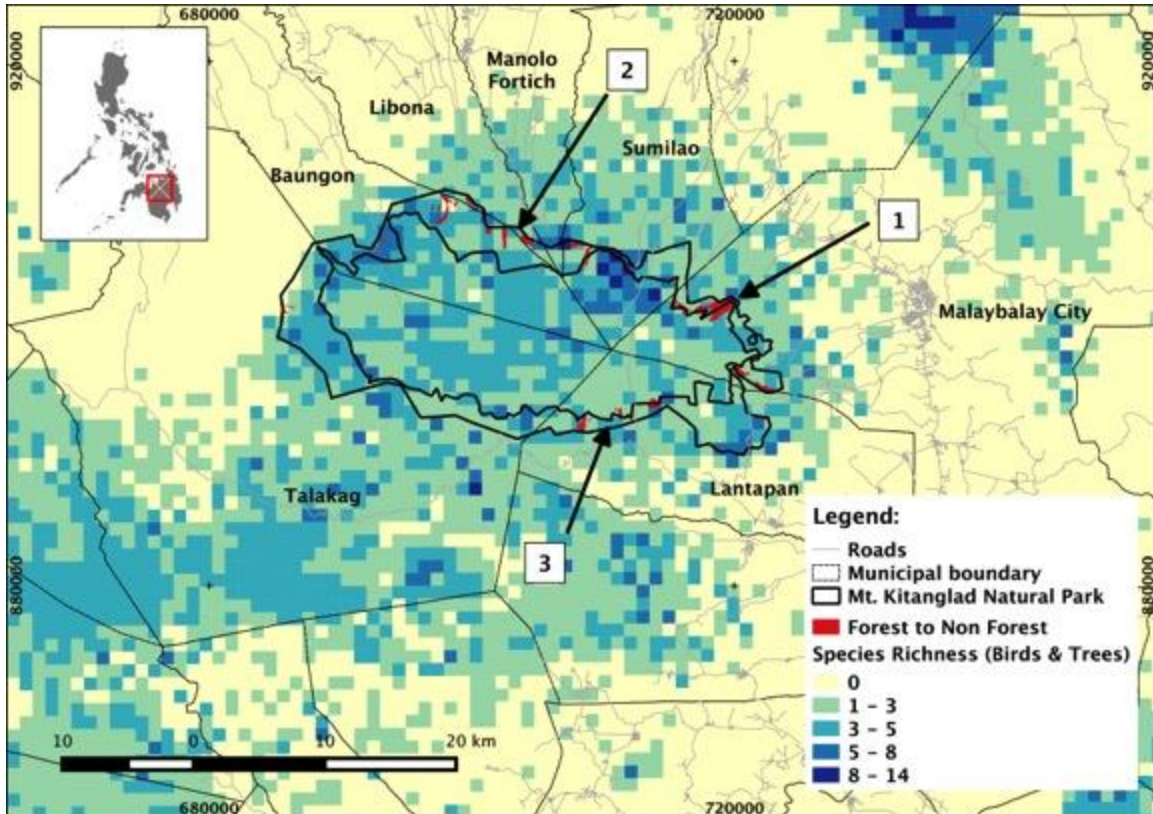 680000
720000
920000
920000
Manolo
Fortich
2
Libona
Sumilao
Baungon
1
Malaybalay City
Talakag
Lantapan
3
880000
880000
Legend:
Roads
Municipal boundary
Mt. Kitanglad Natural Park
Forest to Non Forest
Species Richness (Birds & Trees)
0
1 - 3
3 - 5
5 - 8
8 - 14
10 0 10 20 km
680000
720000